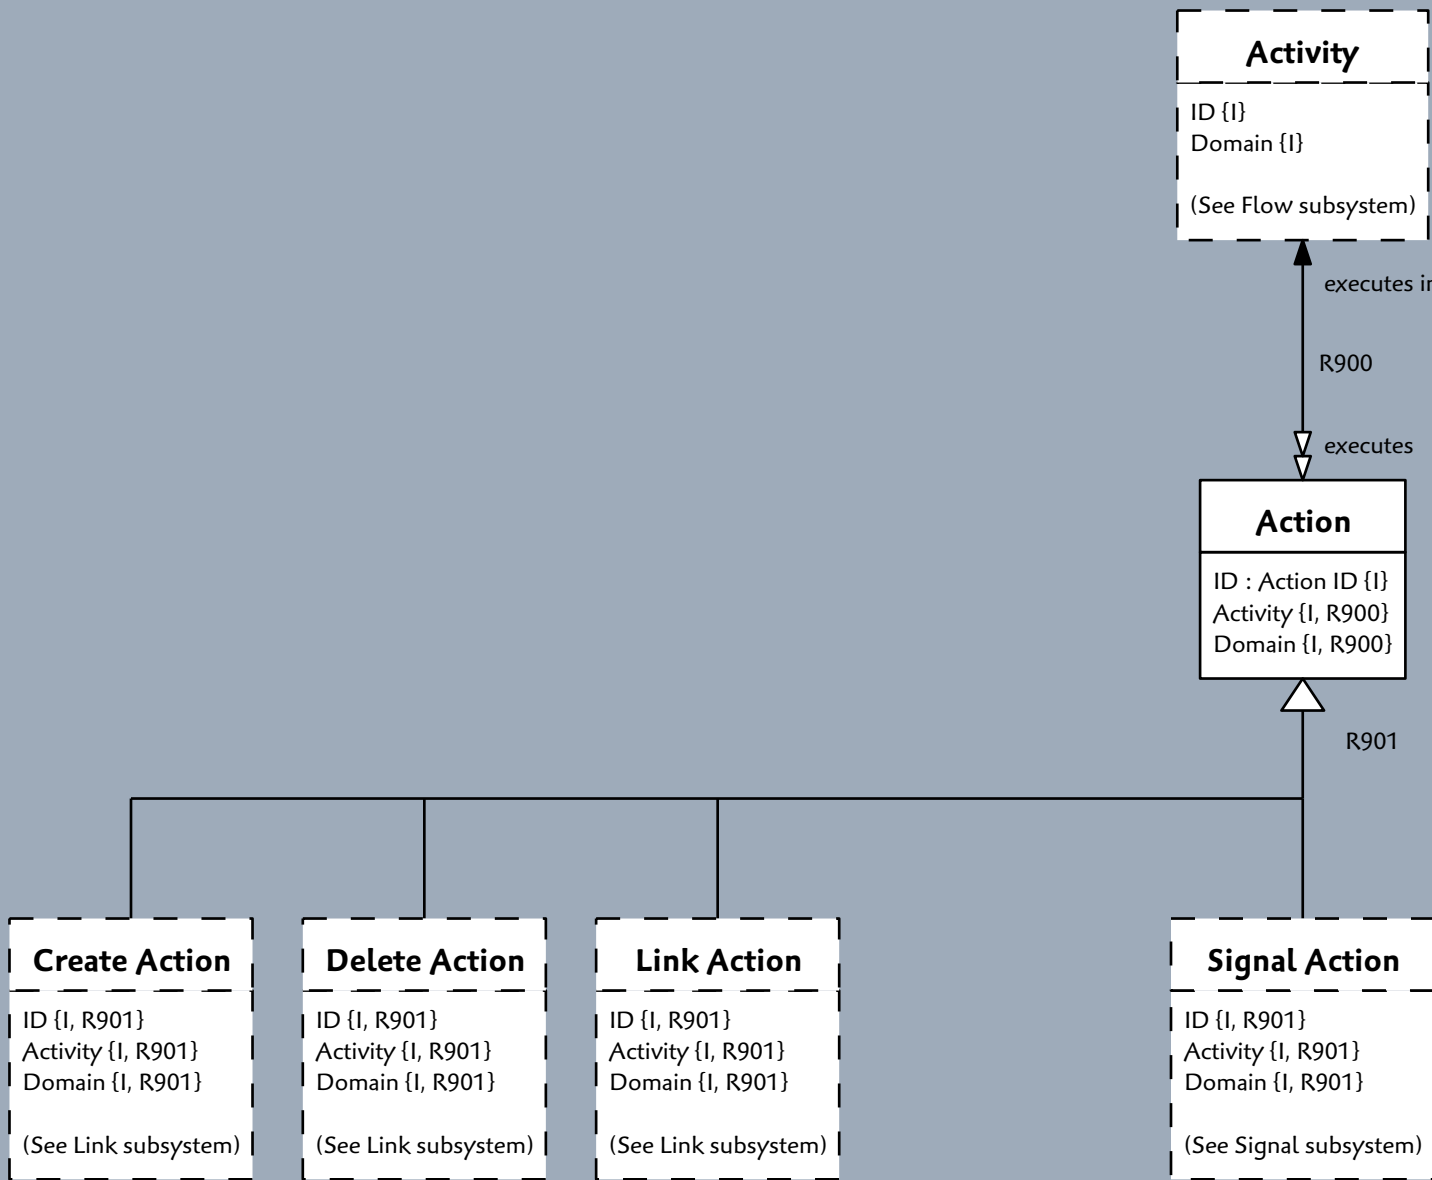 Activity
ID {I}
Domain {I}
(See Flow subsystem)
executes
R900
executes
Action
ID : Action ID {I}
Activity {I, R900}
Domain {I, R900}
R901
Create Action
ID {I, R901}
Activity {I, R901}
Domain {I, R901}
(See Link subsystem)
Delete Action
ID {I, R901}
Activity {I, R901}
Domain {I, R901}
(See Link subsystem)
Link Action
ID {I, R901}
Activity {I, R901}
Domain {I, R901}
(See Link subsystem)
Signal Action
ID {I, R901}
Activity {I, R901}
Domain {I, R901}
(See Signal subsystem)